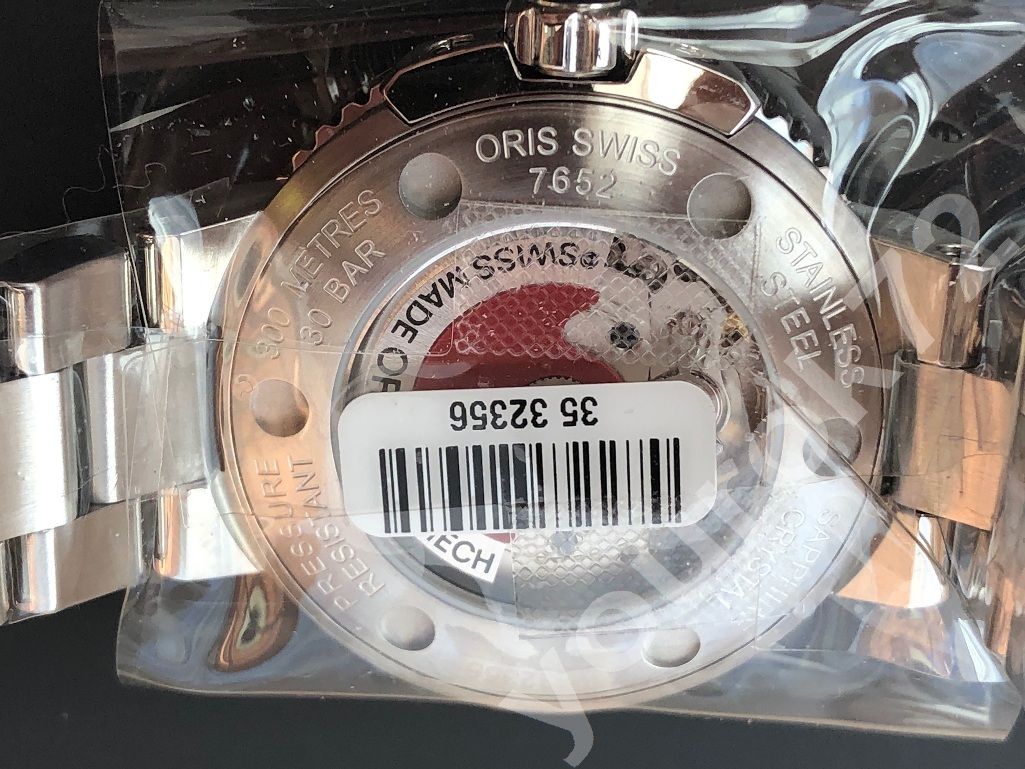 ORIS SWISS
7652
STAINLESS
STEEL
SAPPHIRE
CRYSTAL
PRESSURE
RESISTANT
300 METRES
30 BAR
SWISS MADE
35 32356